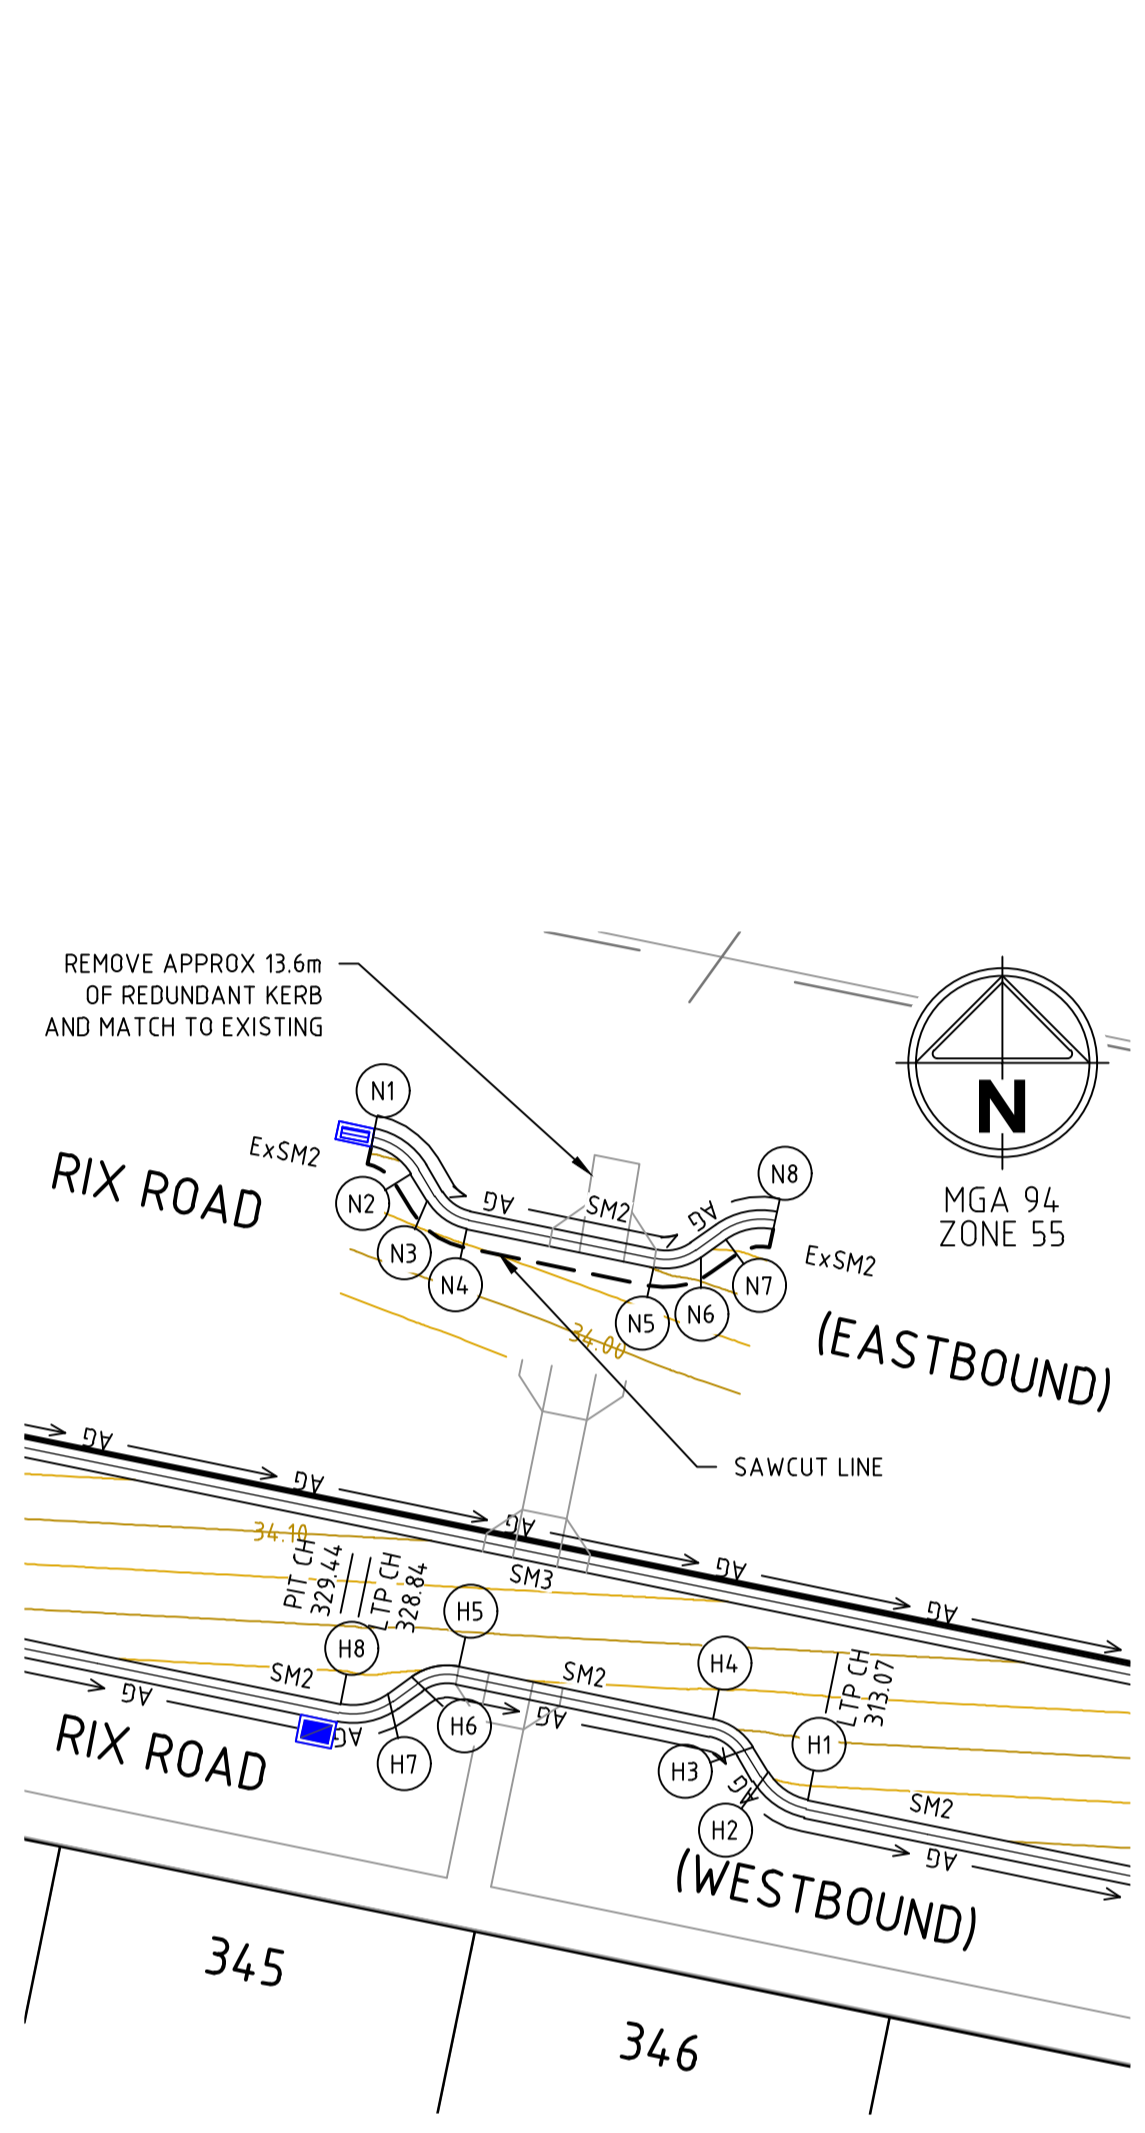 REMOVE APPROX 13.6m
OF REDUNDANT KERB
AND MATCH TO EXISTING
N
MGA 94
ZONE 55
N1
ExSM2
RIX ROAD
N2
N3
N4
AG
SM2
AG
N8
N7
N6
N5
ExSM2
34.00
(EASTBOUND)
SAWCUT LINE
AG
AG
AG
AG
AG
34.10
SM3
PIT CH
329.44
LTP CH
328.84
H5
H8
SM2
SM2
H4
LTP CH
313.07
AG
AG
AG
H6
H7
H3
AG
H1
H2
SM2
AG
RIX ROAD
(WESTBOUND)
345
346